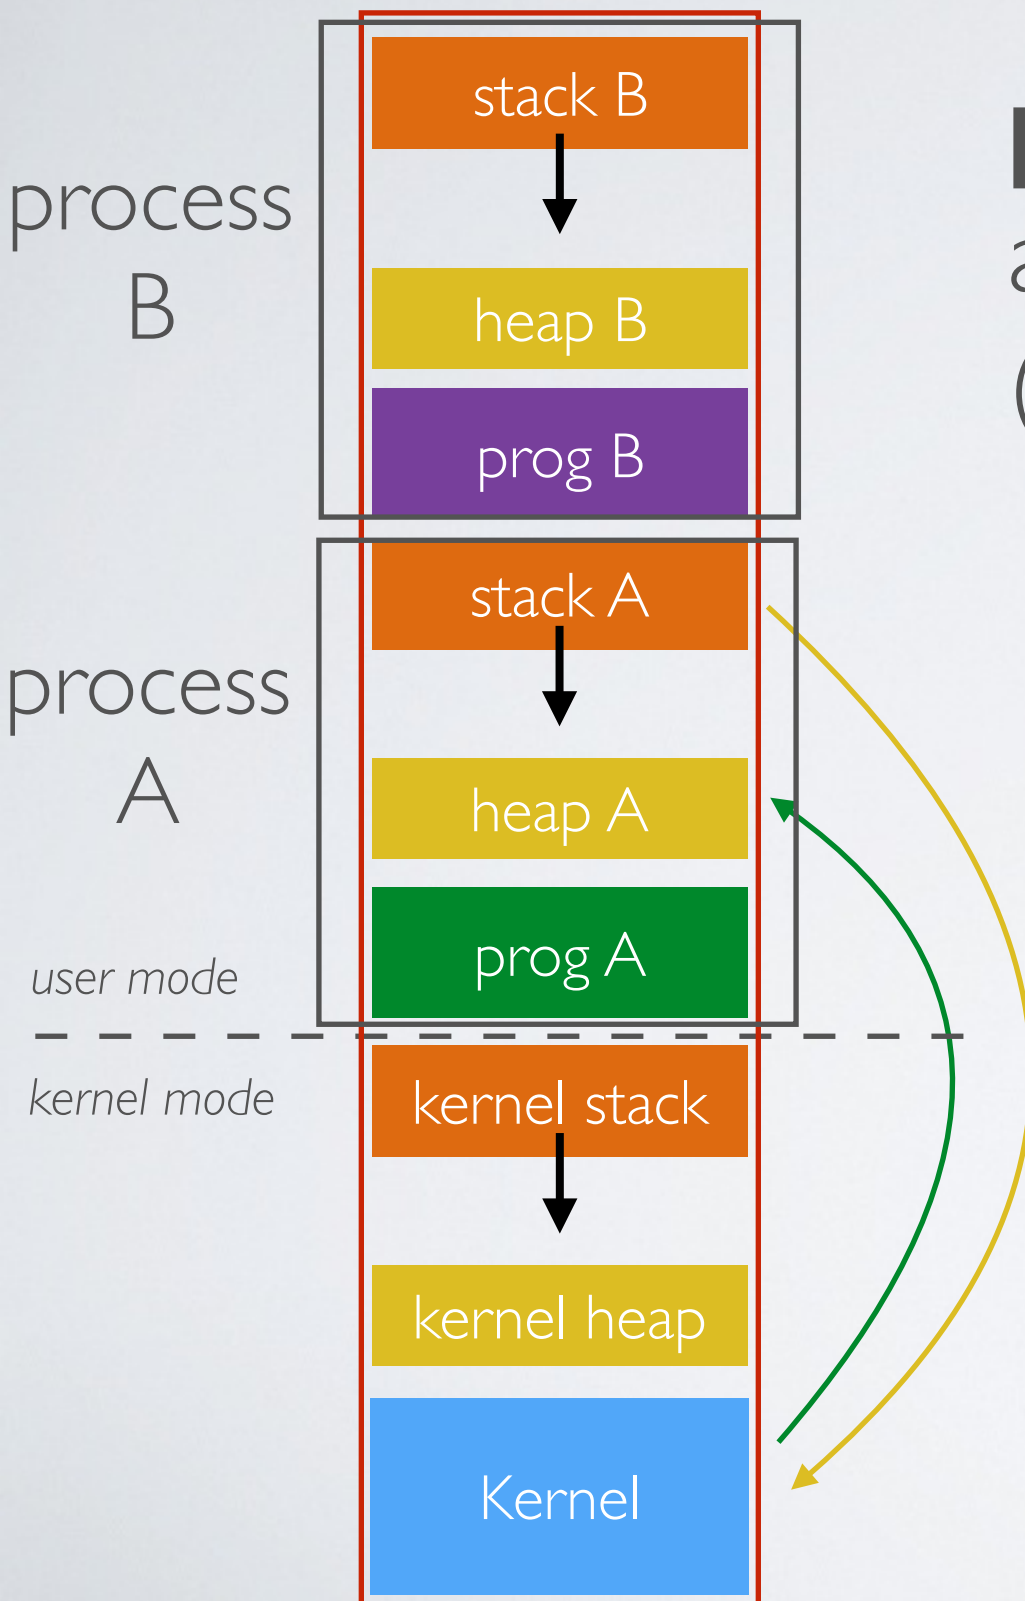 stack B
process
B
heap B
prog B
stack A
process
A
heap A
prog A
user mode
kernel mode
kernel stack
kernel heap
Kernel